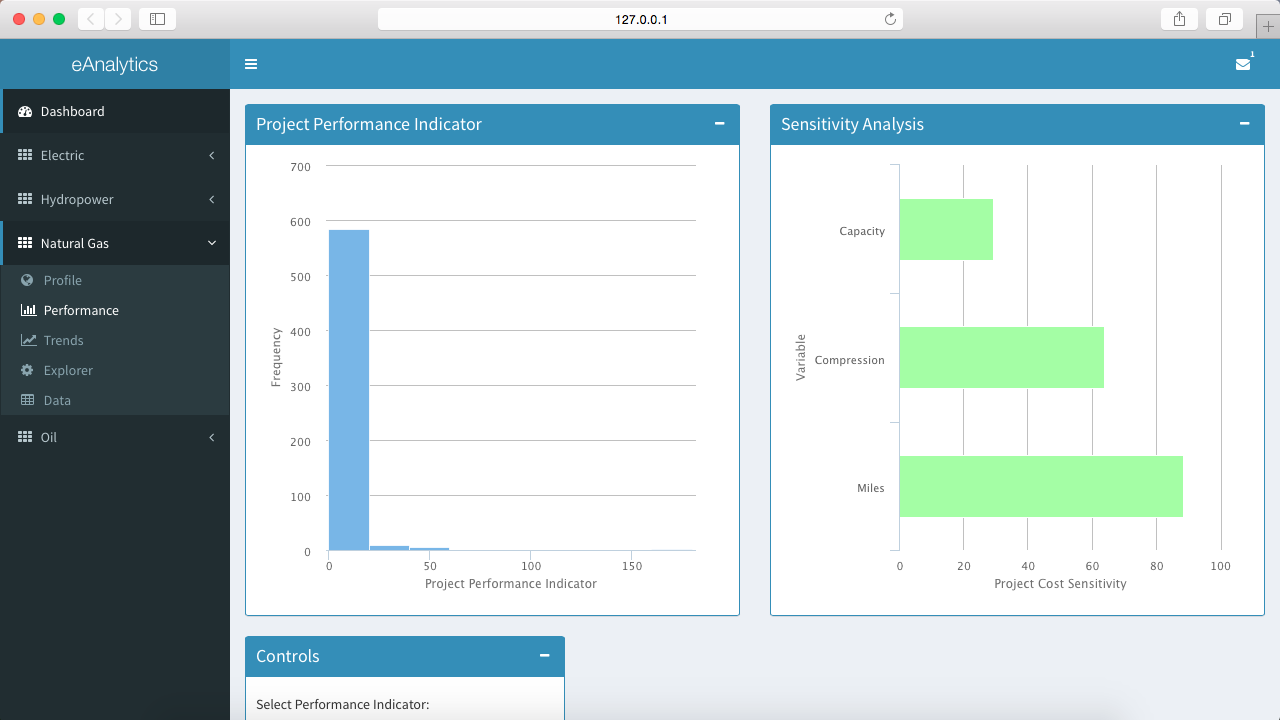 127.0.0.1
eAnalytics
1
Dashboard
Electric
Hydropower
Natural Gas
Profile
Performance
Trends
Explorer
Data
Oil
Project Performance Indicator
700
600
500
400
300
200
100
0
Frequency
0 50 100 150
Project Performance Indicator
Sensitivity Analysis
Capacity
Compression
Miles
Variable
0 20 40 60 80 100
Project Cost Sensitivity
Controls
Select Performance Indicator: